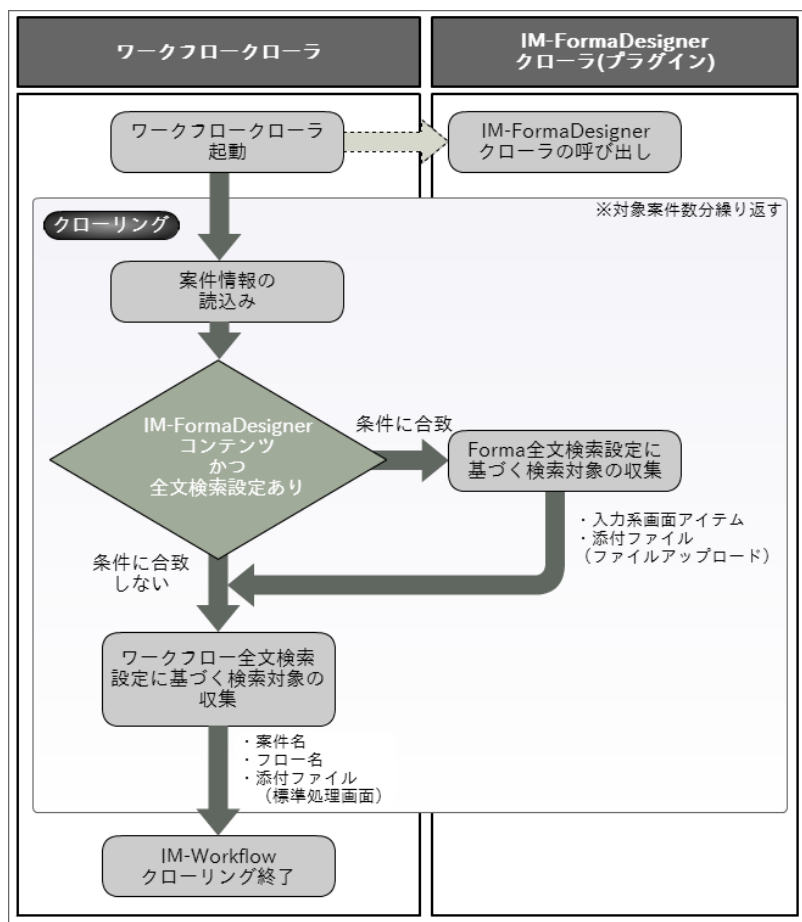 ワークフロークローラ
IM-FormaDesigner
クローラ(プラグイン)
ワークフロークローラ
起動
IM-FormaDesigner
クローラの呼び出し
※対象案件数分繰り返す
クローリング
案件情報の
読込み
IM-FormaDesigner
コンテンツ
かつ
全文検索設定あり
条件に合致
Forma全文検索設定に
基づく検索対象の収集
・入力系画面アイテム
・添付ファイル
（ファイルアップロード）
条件に合致
しない
ワークフロー全文検索
設定に基づく検索対象の
収集
・案件名
・フロー名
・添付ファイル
（標準処理画面）
IM-Workflow
クローリング終了